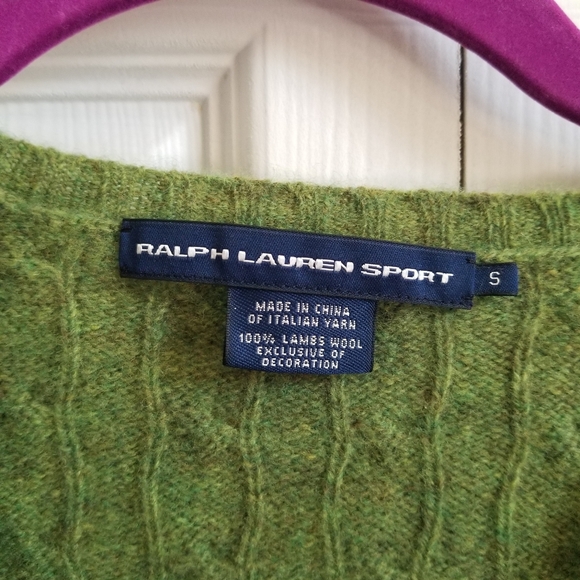 RALPH LAUREN SPORT
S
MADE IN CHINA
OF ITALIAN YARN
100% LAMBS WOOL
EXCLUSIVE OF
DECORATION